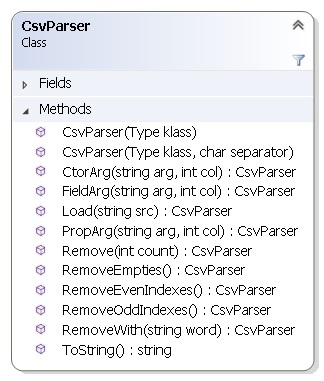 CsvParser
Class
Fields
Methods
CsvParser(Type klass)
CsvParser(Type klass, char separator)
CtorArg(string arg, int col) : CsvParser
FieldArg(string arg, int col) : CsvParser
Load(string src) : CsvParser
PropArg(string arg, int col) : CsvParser
Remove(int count) : CsvParser
RemoveEmpties() : CsvParser
RemoveEvenIndexes() : CsvParser
RemoveOddIndexes() : CsvParser
RemoveWith(string word) : CsvParser
ToString() : string